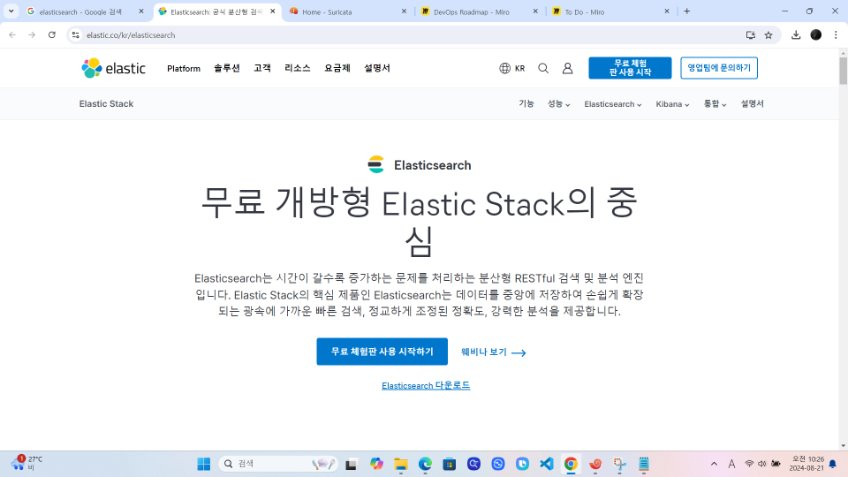 elasticsearch - Google 검색
Elasticsearch: 공식 분산형 검색
Home - Suricata
DevOps Roadmap - Miro
To Do - Miro
elastic.co/kr/elasticsearch
elastic
Platform 솔루션 고객 리소스 요금제 설명서
KR
무료 체험
판 사용 시작
영업팀에 문의하기
Elastic Stack
기능 성능 Elasticsearch Kibana 통합 설명서
Elasticsearch
무료 개방형 Elastic Stack의 중
심
Elasticsearch는 시간이 갈수록 증가하는 문제를 처리하는 분산형 RESTful 검색 및 분석 엔진
입니다. Elastic Stack의 핵심 제품인 Elasticsearch는 데이터를 중앙에 저장하여 손쉽게 확장
되는 광속에 가까운 빠른 검색, 정교하게 조정된 정확도, 강력한 분석을 제공합니다.
무료 체험판 사용 시작하기
웨비나 보기
Elasticsearch 다운로드
1
27°C
비
검색
A
오전 10:26
2024-06-21